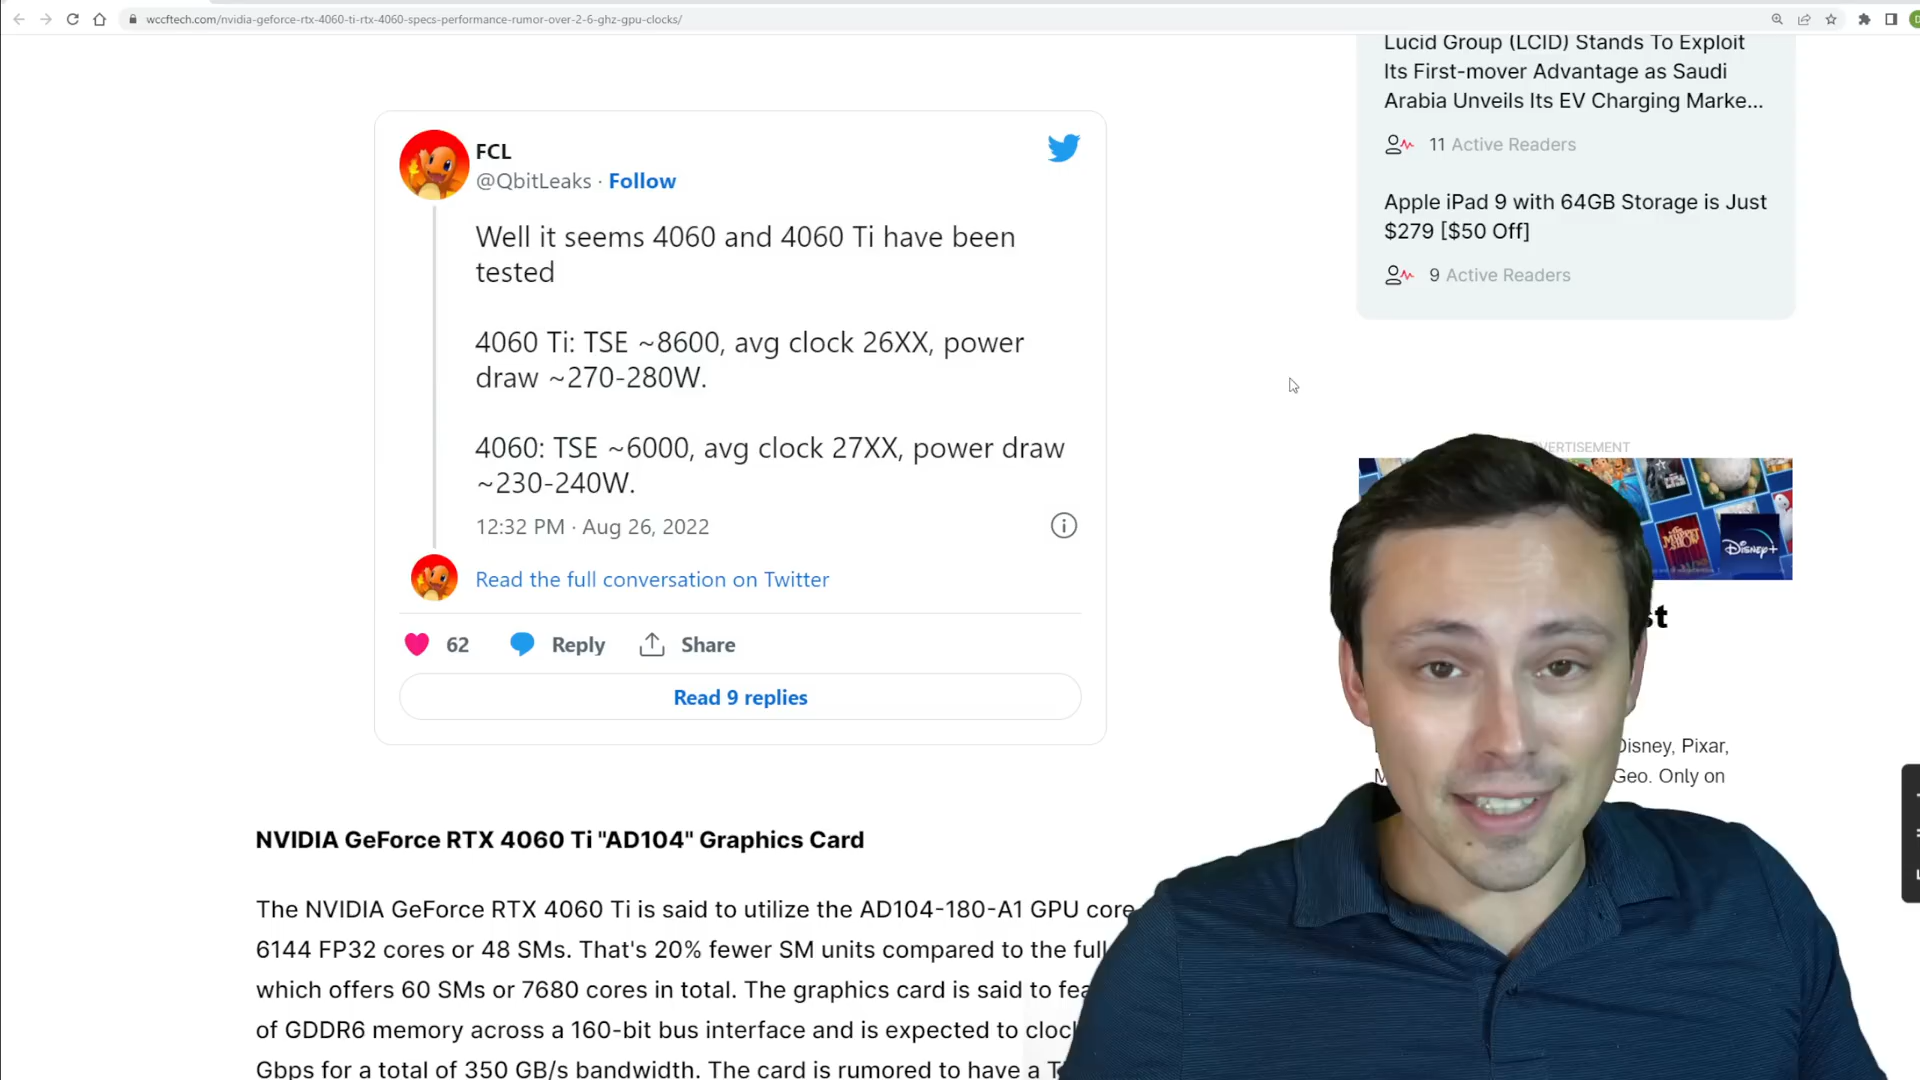 wccftech.com/nvidia-geforce-rtx-4060-ti-rtx-4060-specs-performance-rumor-over-2-6-ghz-gpu-clocks/
FCL
@QbitLeaks · Follow
Well it seems 4060 and 4060 Ti have been
tested
4060 Ti: TSE ~8600, avg clock 26XX, power
draw ~270-280W.
4060: TSE ~6000, avg clock 27XX, power draw
~230-240W.
12:32 PM · Aug 26, 2022
Read the full conversation on Twitter
62 Reply Share
Read 9 replies
NVIDIA GeForce RTX 4060 Ti "AD104" Graphics Card
The NVIDIA GeForce RTX 4060 Ti is said to utilize the AD104-180-A1 GPU core
6144 FP32 cores or 48 SMs. That's 20% fewer SM units compared to the full
which offers 60 SMs or 7680 cores in total. The graphics card is said to
of GDDR6 memory across a 160-bit bus interface and is expected to
Gbps for a total of 350 GB/s bandwidth. The card is rumored to have a
Lucid Group (LCID) Stands To Exploit
Its First-mover Advantage as Saudi
Arabia Unveils Its EV Charging Marke...
11 Active Readers
Apple iPad 9 with 64GB Storage is Just
$279 [$50 Off]
9 Active Readers
Disney+
Disney, Pixar,
Geo. Only on